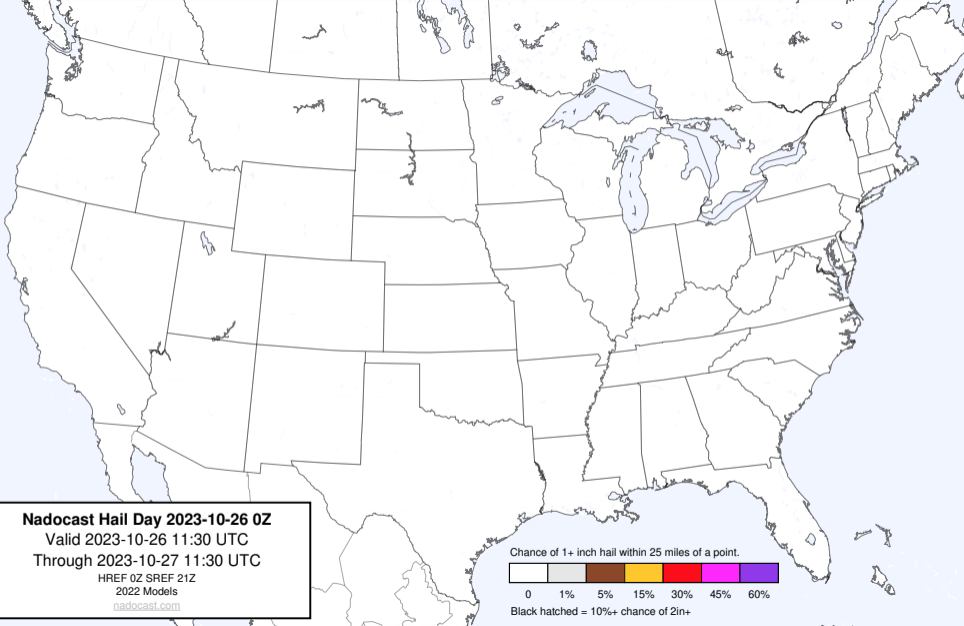 Nadocast Hail Day 2023-10-26 0Z
Valid 2023-10-26 11:30 UTC
Through 2023-10-27 11:30 UTC
HREF 0Z SREF 21Z
2022 Models
nadocast.com
Chance of 1+ inch hail within 25 miles of a point.
0 1% 5% 15% 30% 45% 60%
Black hatched = 10%+ chance of 2in+